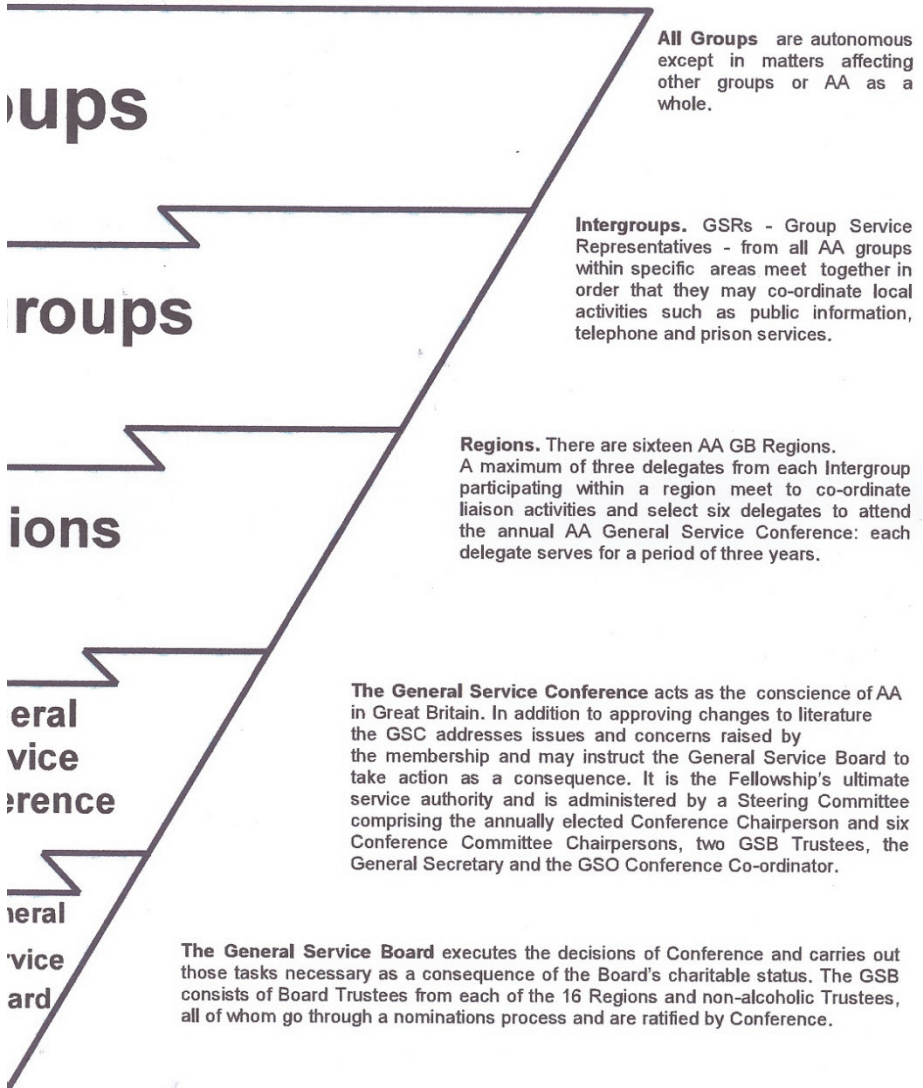 All Groups are autonomous
except in matters affecting
other groups or AA as a
whole.
oups
Intergroups. GSRs - Group Service
Representatives - from all AA groups
within specific areas meet together in
order that they may co-ordinate local
activities such as public information,
telephone and prison services.
roups
Regions. There are sixteen AA GB Regions.
A maximum of three delegates from each Intergroup
participating within a region meet to co-ordinate
liaison activities and select six delegates to attend
the annual AA General Service Conference: each
delegate serves for a period of three years.
ions
The General Service Conference acts as the conscience of AA
in Great Britain. In addition to approving changes to literature
the GSC addresses issues and concerns raised by
the membership and may instruct the General Service Board to
take action as a consequence. It is the Fellowship's ultimate
service authority and is administered by a Steering Committee
comprising the annually elected Conference Chairperson and six
Conference Committee Chairpersons, two GSB Trustees, the
General Secretary and the GSO Conference Co-ordinator.
eral
vice
erence
The General Service Board executes the decisions of Conference and carries out
those tasks necessary as a consequence of the Board's charitable status. The GSB
consists of Board Trustees from each of the 16 Regions and non-alcoholic Trustees,
all of whom go through a nominations process and are ratified by Conference.
neral
vice
ard